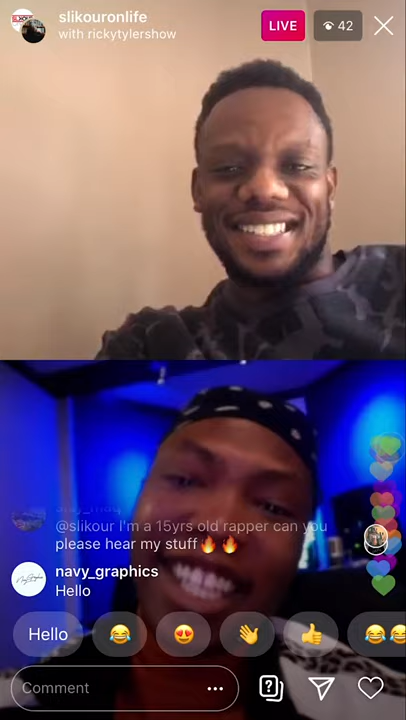 slikouronlife
with rickytylershow
LIVE
42
@slikour I'm a 15yrs old rapper can you
please hear my stuff🔥🔥
navy_graphics
Hello
Hello
😂
😍
👋
👍
😂😂
Comment